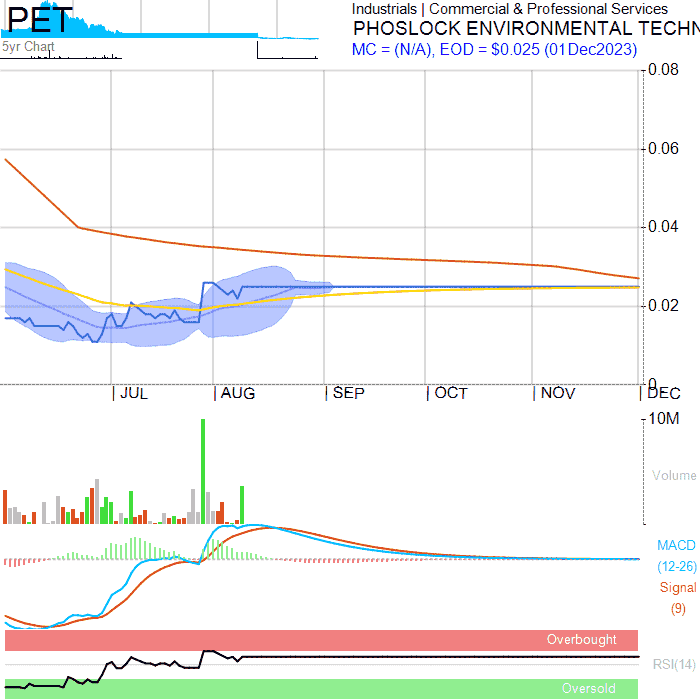 PET
Industrials | Commercial & Professional Services
PHOSLOCK ENVIRONMENTAL TECHN
5yr Chart
MC = (N/A), EOD = $0.025 (01Dec2023)
0.08
0.06
0.04
0.02
0
JUL AUG SEP OCT NOV DEC
10M
Volume
MACD
(12-26)
Signal
(9)
Overbought
RSI(14)
Oversold